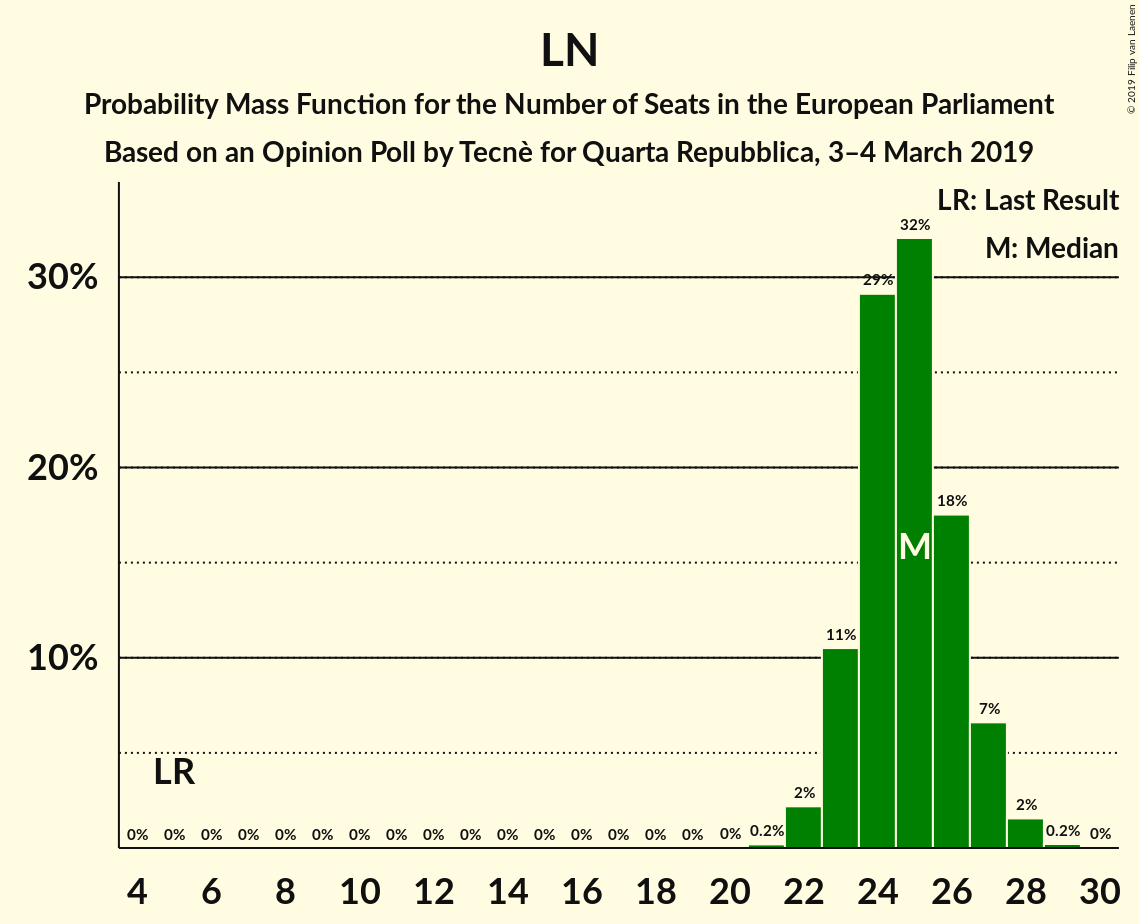 LN
Probability Mass Function for the Number of Seats in the European Parliament
Based on an Opinion Poll by Tecnè for Quarta Repubblica, 3–4 March 2019
© 2019 Filip van Laenen
LR: Last Result
M: Median
30%
20%
10%
LR
M
0% 0% 0% 0% 0% 0% 0% 0% 0% 0% 0% 0% 0% 0% 0% 0% 0% 0.2% 2% 11% 29% 32% 18% 7% 2% 0.2% 0%
4 6 8 10 12 14 16 18 20 22 24 26 28 30